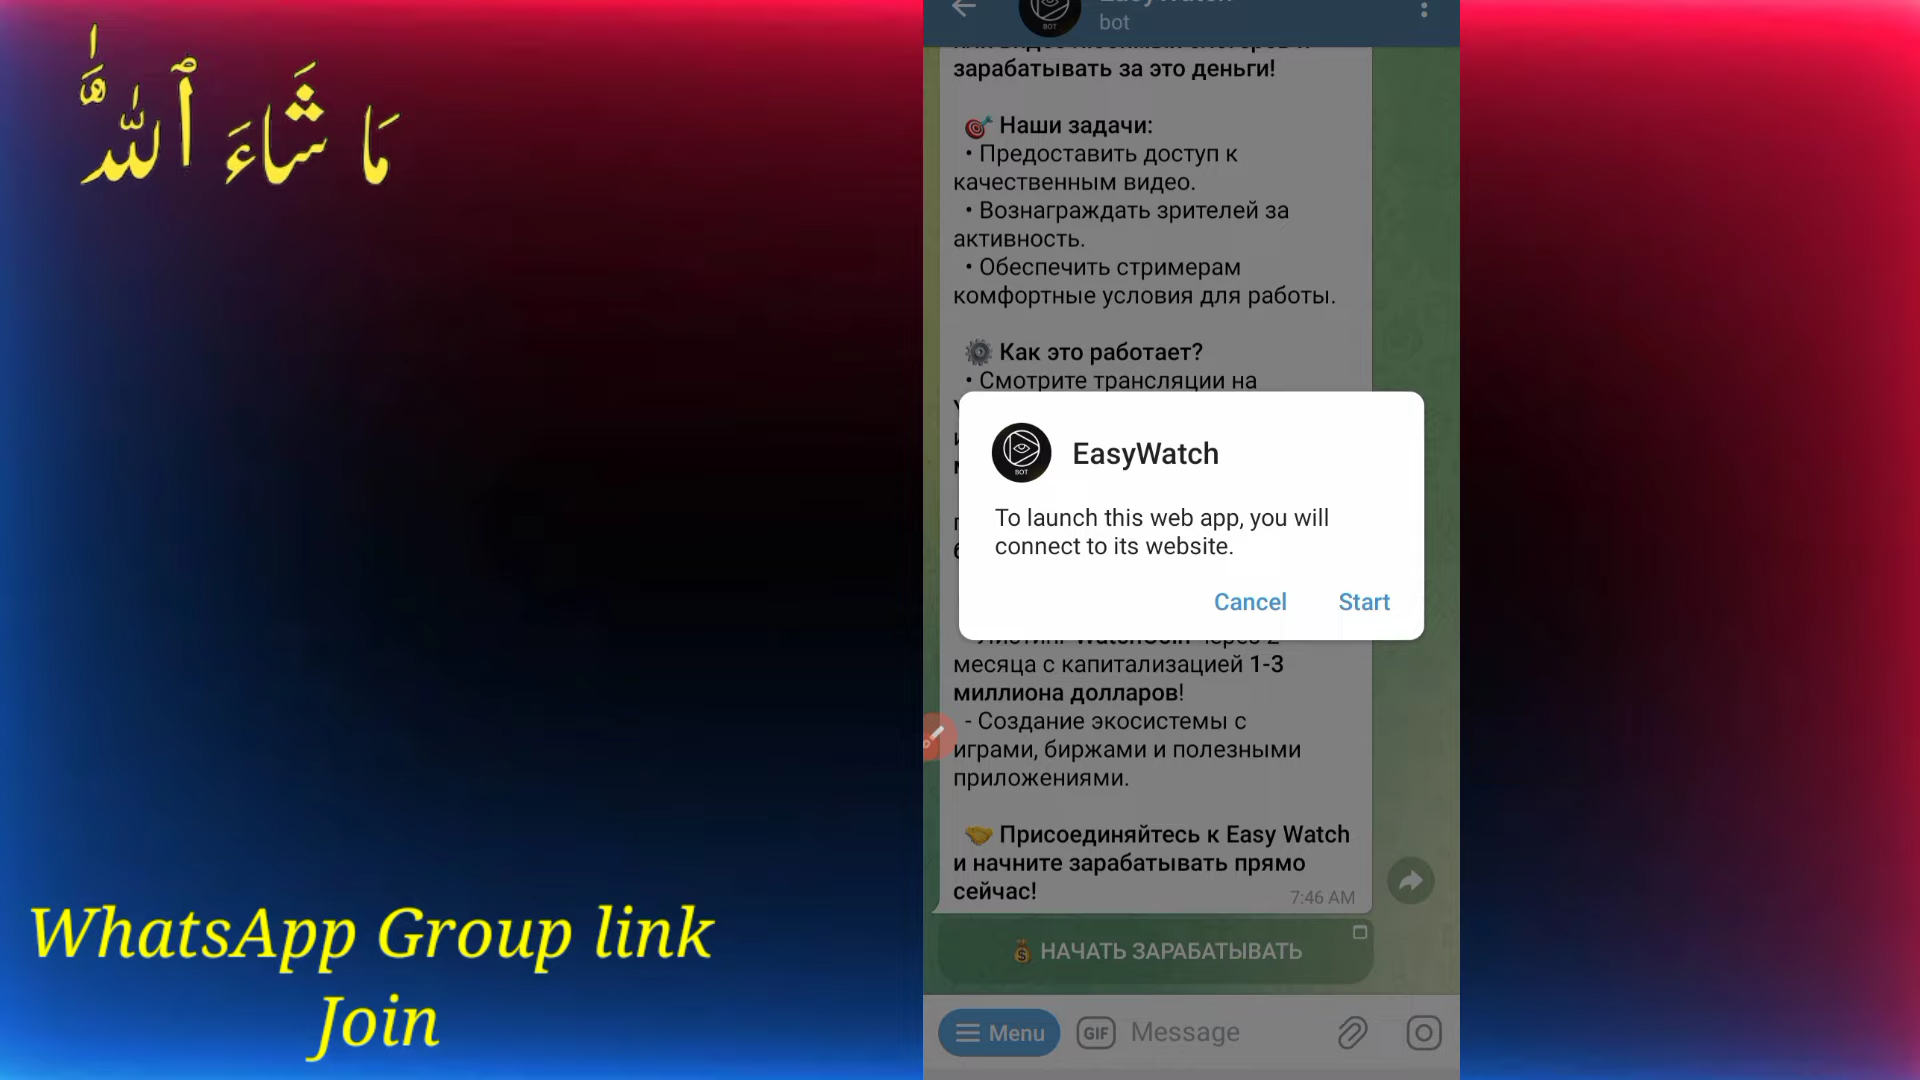 مَا شَاءَ ٱللَّٰهُ
WhatsApp Group link
Join
bot
зарабатывать за это деньги!
🎯 Наши задачи:
• Предоставить доступ к
качественным видео.
• Вознаграждать зрителей за
активность.
• Обеспечить стримерам
комфортные условия для работы.
⚙️ Как это работает?
• Смотрите трансляции на
BOT
EasyWatch
To launch this web app, you will
connect to its website.
Cancel Start
месяца с капитализацией 1-3
миллиона долларов!
- Создание экосистемы с
играми, биржами и полезными
приложениями.
🤝 Присоединяйтесь к Easy Watch
и начните зарабатывать прямо
сейчас!
7:46 AM
💰 НАЧАТЬ ЗАРАБАТЫВАТЬ
Menu GIF Message